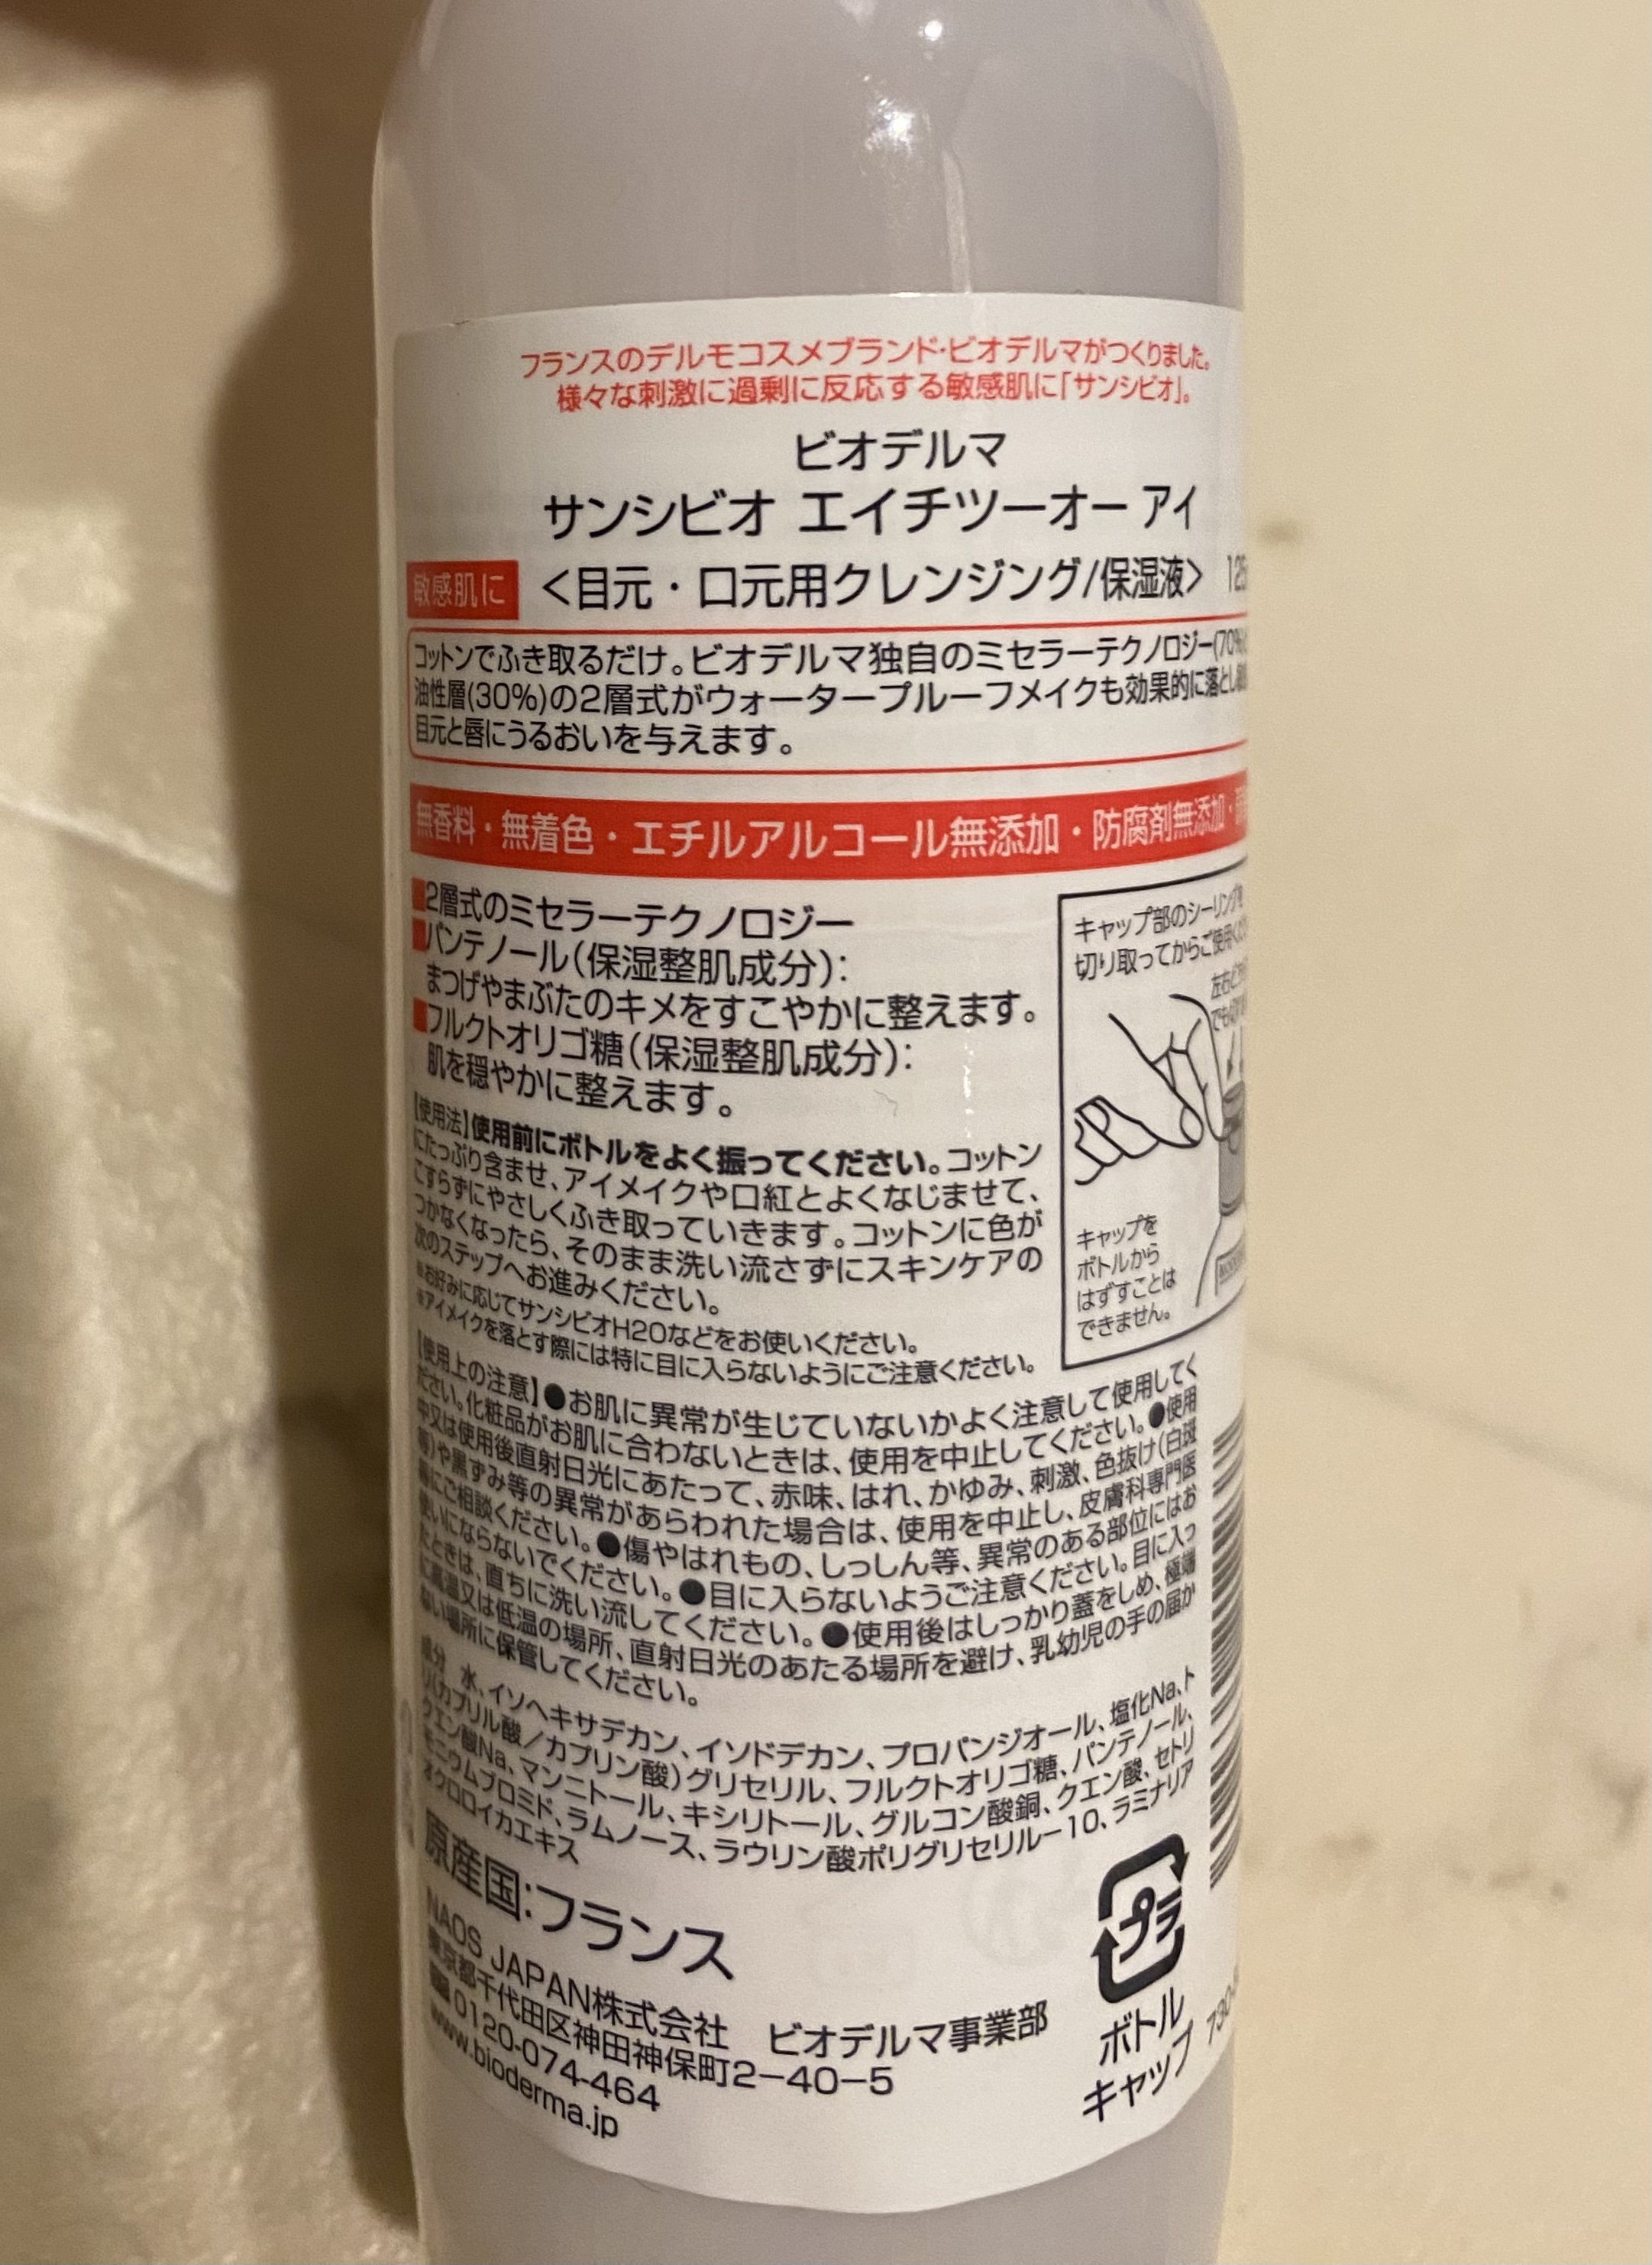 フランスのデルモコスメブランド・ビオデルマがつくりました。
様々な刺激に過剰に反応する敏感肌に「サンシビオ」。
ビオデルマ
サンシビオ エイチツーオー アイ
敏感肌に <目元・口元用クレンジング/保湿液>
コットンでふき取るだけ。ビオデルマ独自のミセラーテクノロジー(70%)
油性層(30%)の2層式がウォータープルーフメイクも効果的に落とし
目元と唇にうるおいを与えます。
無香料・無着色・エチルアルコール無添加・防腐剤無添加・
■2層式のミセラーテクノロジー
■パンテノール(保湿整肌成分):
まつげやまぶたのキメをすこやかに整えます。
■フルクトオリゴ糖(保湿整肌成分):
肌を穏やかに整えます。
キャップ部のシーリングを
切り取ってからご使用
キャップを
ボトルから
はずすことは
できません。
【使用法】使用前にボトルをよく振ってください。コットン
にたっぷり含ませ、アイメイクや口紅とよくなじませて、
こすらずにやさしくふき取っていきます。コットンに色が
つかなくなったら、そのまま洗い流さずにスキンケアの
次のステップへお進みください。
※お好みに応じてサンシビオH2Oなどをお使いください。
※アイメイクを落とす際には特に目に入らないようにご注意ください。
【使用上の注意】●お肌に異常が生じていないかよく注意して使用してく
ださい。化粧品がお肌に合わないときは、使用を中止してください。●使用
中又は使用後直射日光にあたって、赤味、はれ、かゆみ、刺激、色抜け(白斑
等)や黒ずみ等の異常があらわれた場合は、使用を中止し、皮膚科専門医
等にご相談ください。●傷やはれもの、しっしん等、異常のある部位にはお
使いにならないでください。●目に入らないようご注意ください。目に入っ
たときは、直ちに洗い流してください。●使用後はしっかり蓋をしめ、極端
に高温又は低温の場所、直射日光のあたる場所を避け、乳幼児の手の届か
ない場所に保管してください。
成分 水、イソヘキサデカン、イソドデカン、プロパンジオール、塩化Na、ト
リ(カプリル酸/カプリン酸)グリセリル、フルクトオリゴ糖、パンテノール、
クエン酸Na、マンニトール、キシリトール、グルコン酸銅、クエン酸、セトリ
モニウムブロミド、ラムノース、ラウリン酸ポリグリセリル-10、ラミナリア
オクロロイカエキス
原産国:フランス
NAOS JAPAN株式会社 ビオデルマ事業部
東京都千代田区神田神保町2-40-5
0120-074-464
www.bioderma.jp
プラ
ボトル
キャップ